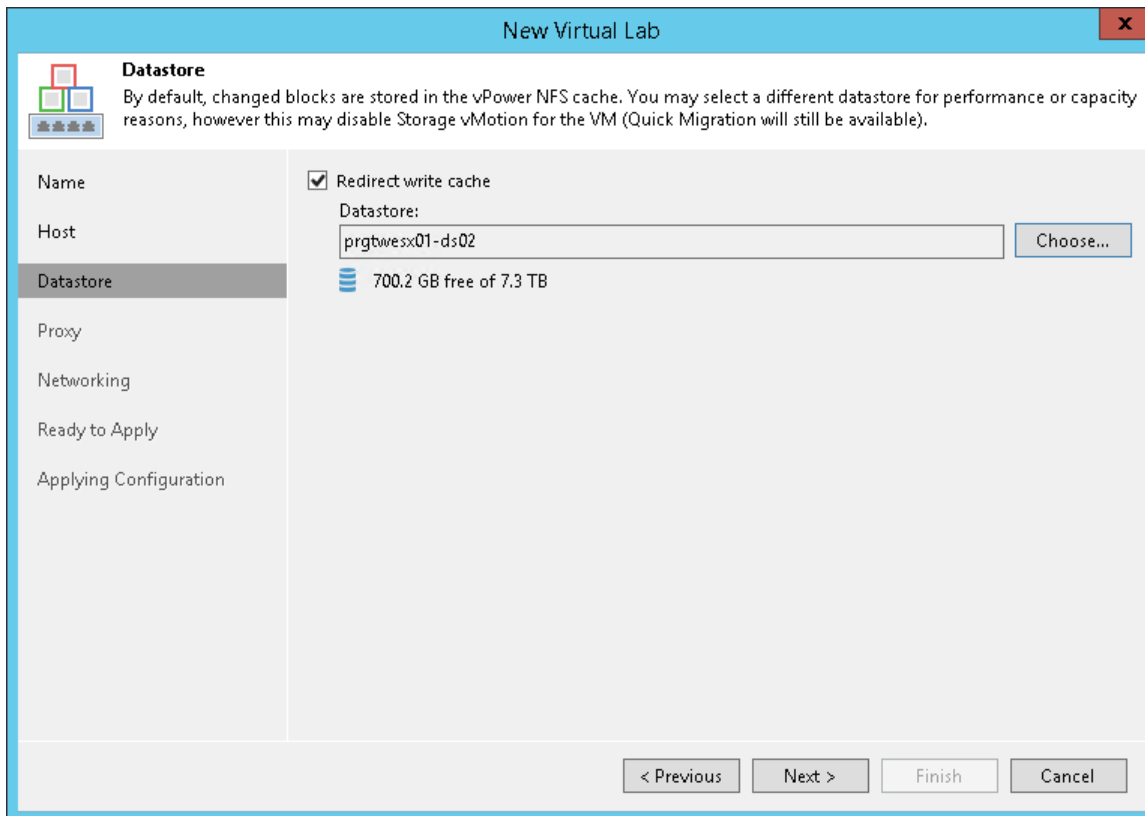 New Virtual Lab
x
Datastore
By default, changed blocks are stored in the vPower NFS cache. You may select a different datastore for performance or capacity
reasons, however this may disable Storage vMotion for the VM (Quick Migration will still be available).
Name
Host
Datastore
Proxy
Networking
Ready to Apply
Applying Configuration
Redirect write cache
Datastore:
prgtwesx01-ds02
Choose...
700.2 GB free of 7.3 TB
< Previous
Next >
Finish
Cancel